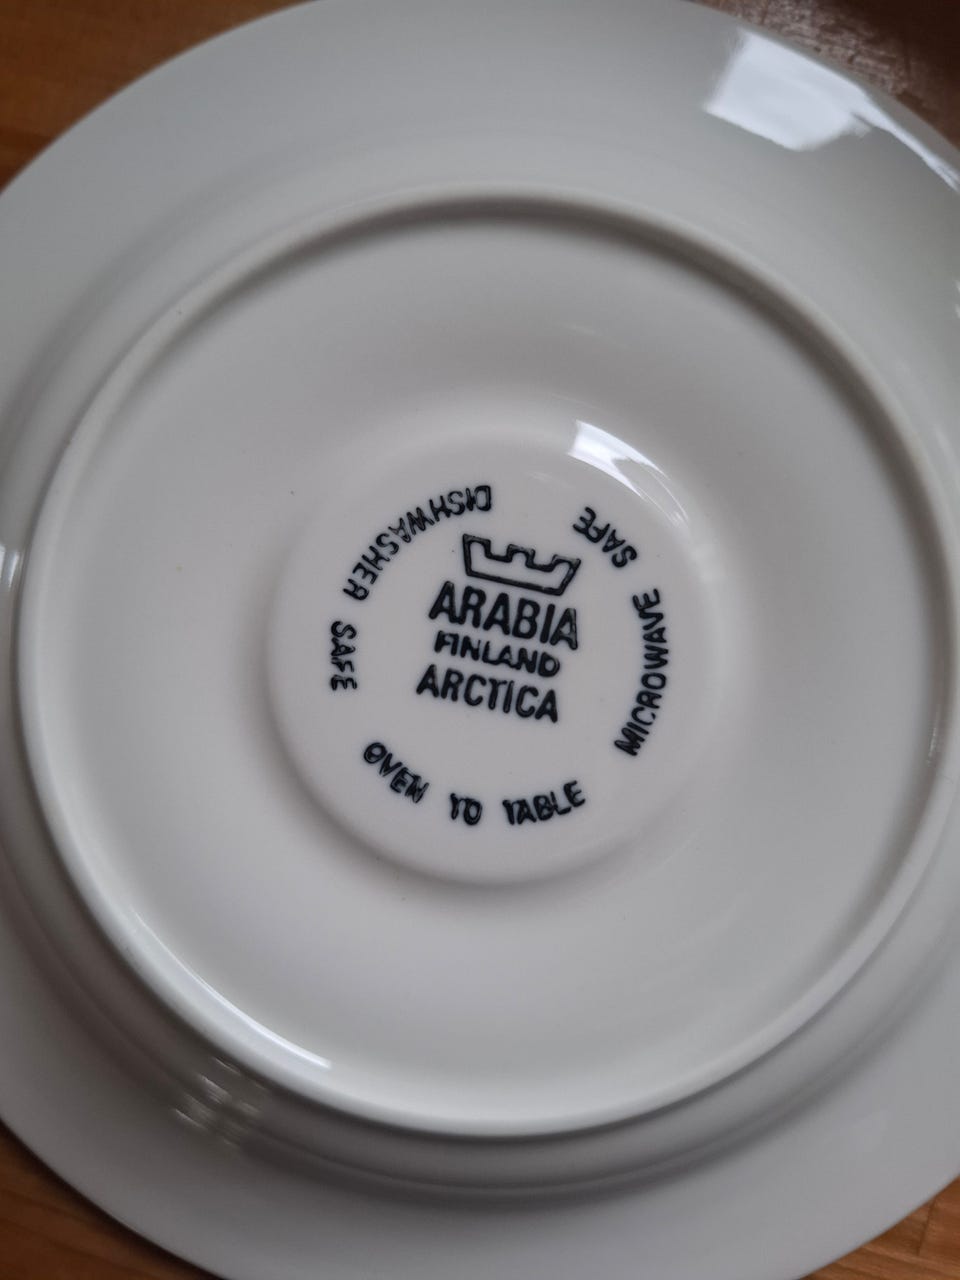 ARABIA
FINLAND
ARCTICA
DISHWASHER SAFE
OVEN TO TABLE
MICROWAVE SAFE